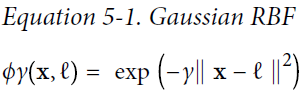 Equation 5-1. Gaussian RBF
ϕγ(x, ℓ) = exp (−γ‖ x − ℓ ‖²)